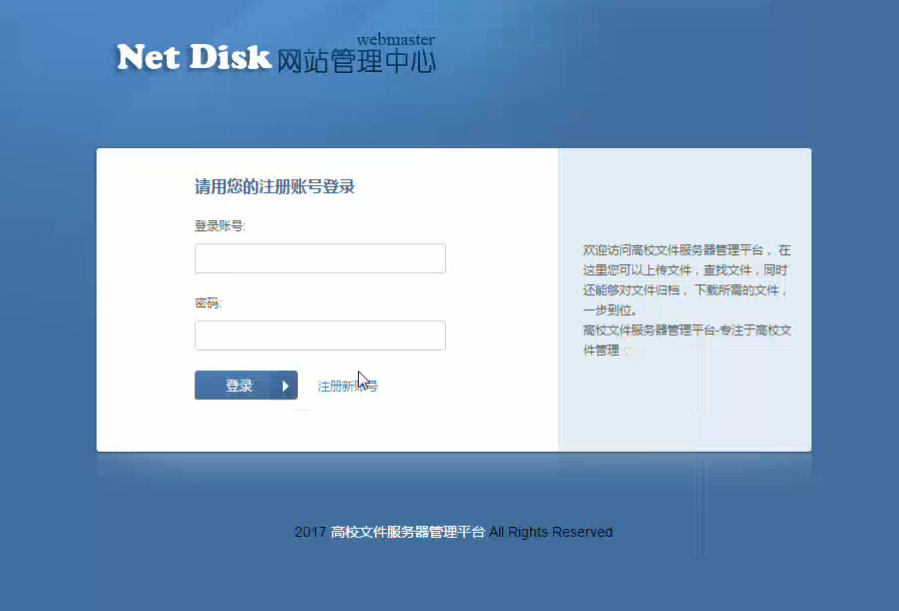 webmaster
Net Disk 网站管理中心
请用您的注册账号登录
登录账号:
密码:
登录 注册新账号
欢迎访问高校文件服务器管理平台，在
这里您可以上传文件，查找文件，同时
还能够对文件归档，下载所需的文件，
一步到位。
高校文件服务器管理平台-专注于高校文
件管理。
2017 高校文件服务器管理平台 All Rights Reserved